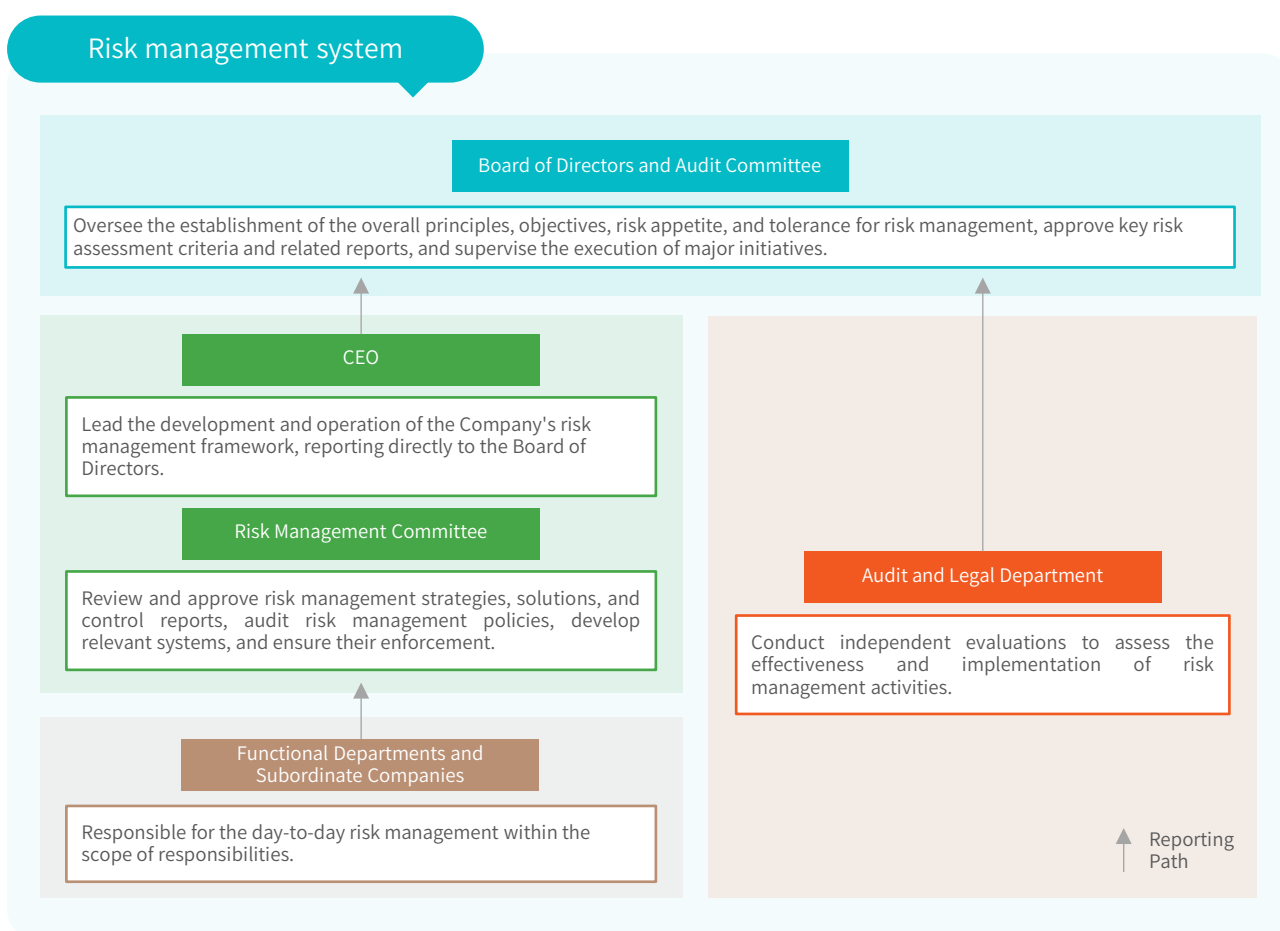 Risk management system
Board of Directors and Audit Committee
Oversee the establishment of the overall principles, objectives, risk appetite, and tolerance for risk management, approve key risk
assessment criteria and related reports, and supervise the execution of major initiatives.
CEO
Lead the development and operation of the Company's risk
management framework, reporting directly to the Board of
Directors.
Risk Management Committee
Review and approve risk management strategies, solutions, and
control reports, audit risk management policies, develop
relevant systems, and ensure their enforcement.
Functional Departments and
Subordinate Companies
Responsible for the day-to-day risk management within the
scope of responsibilities.
Audit and Legal Department
Conduct independent evaluations to assess the
effectiveness and implementation of risk
management activities.
Reporting
Path